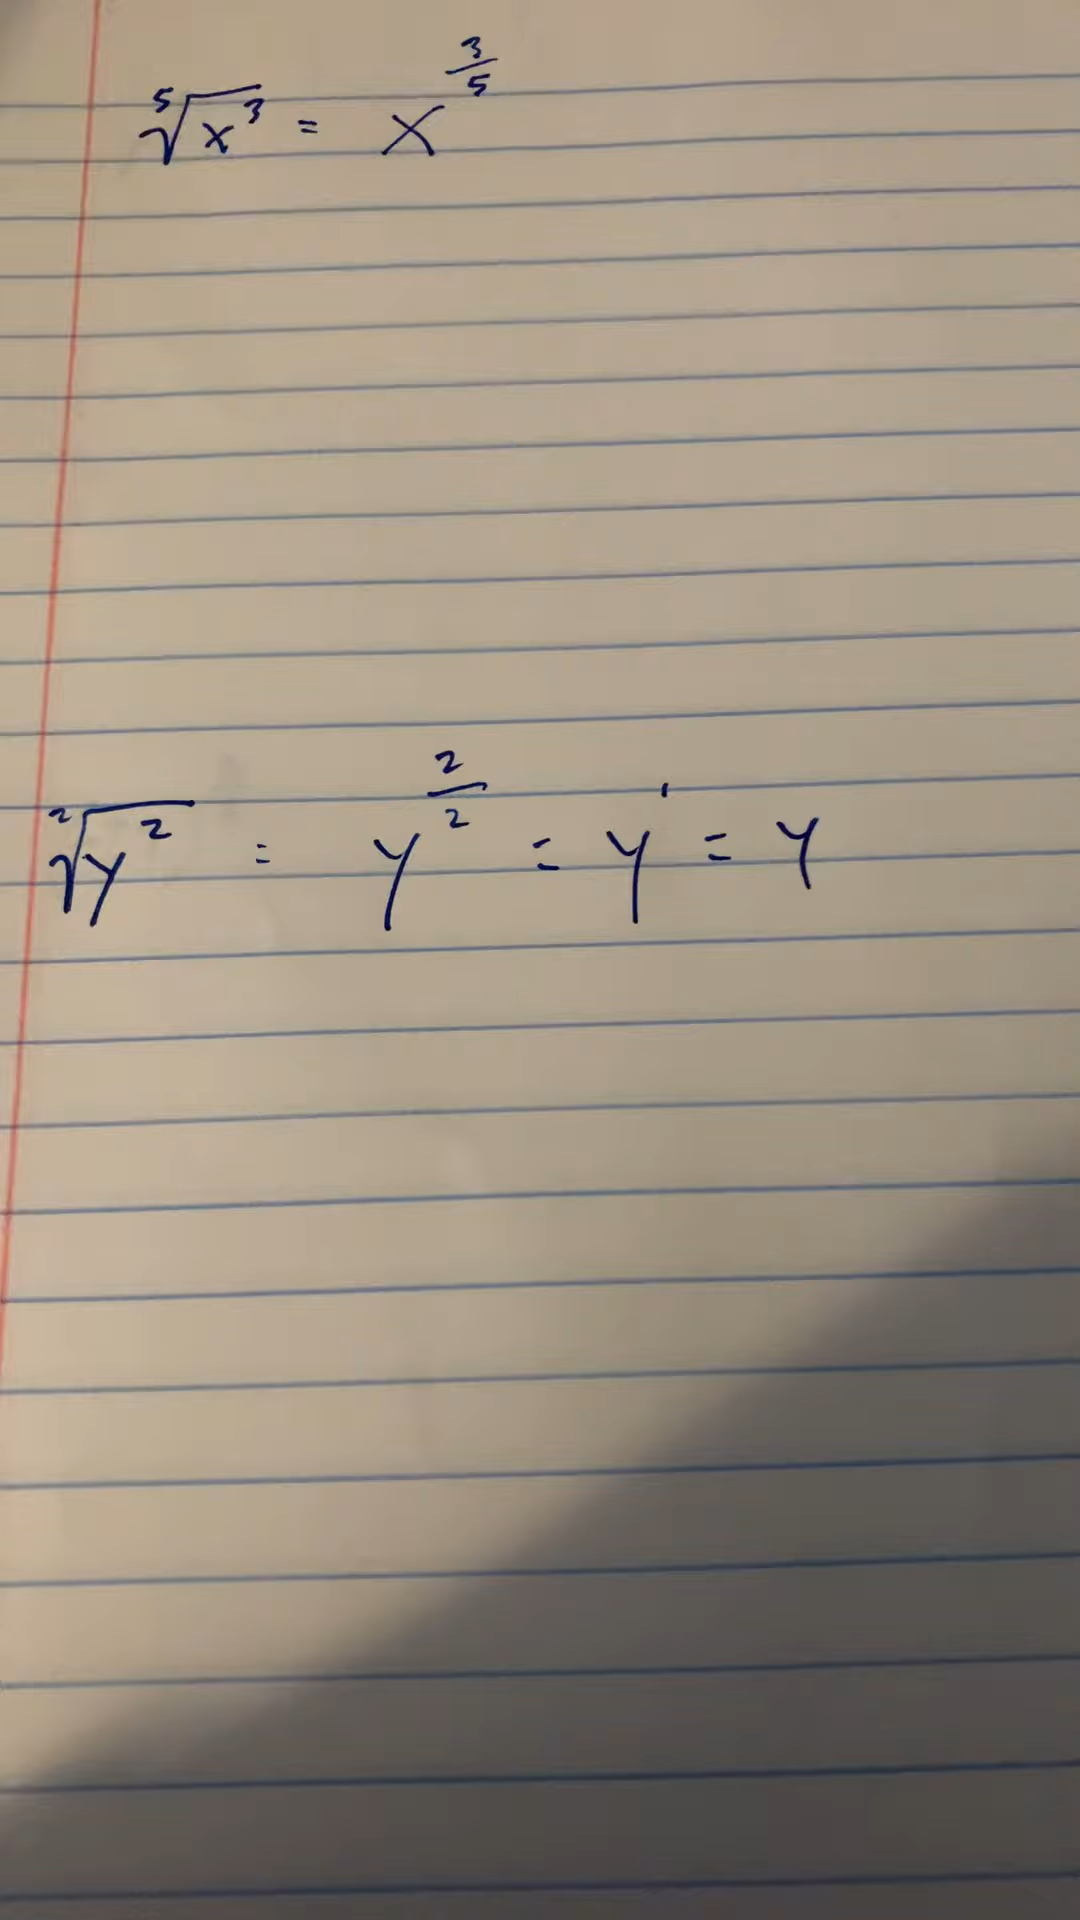 ⁵√x³ = x^(3/5)
²√y² = y^(2/2) = y¹ = y